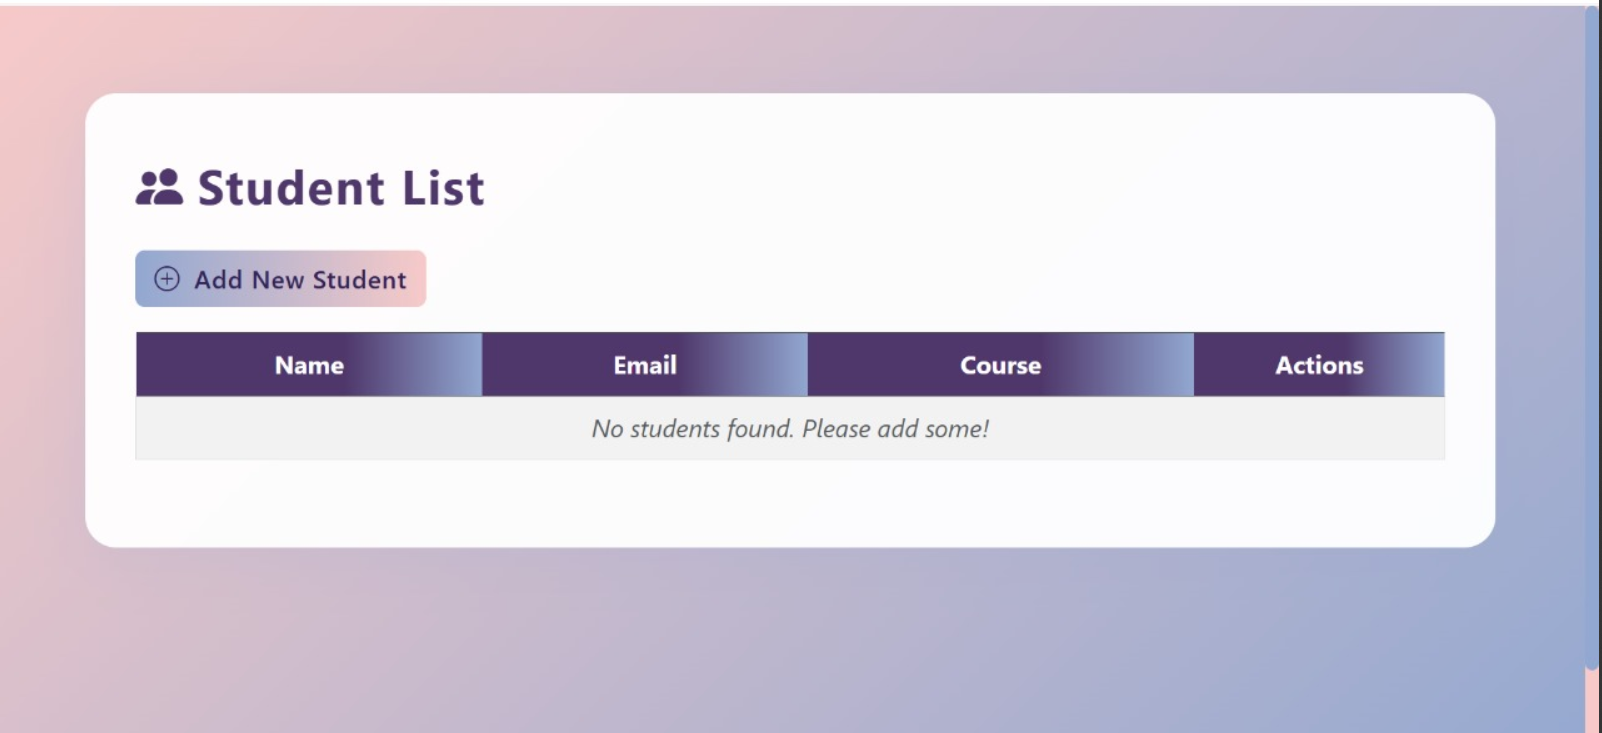 Student List
Add New Student
Name Email Course Actions
No students found. Please add some!